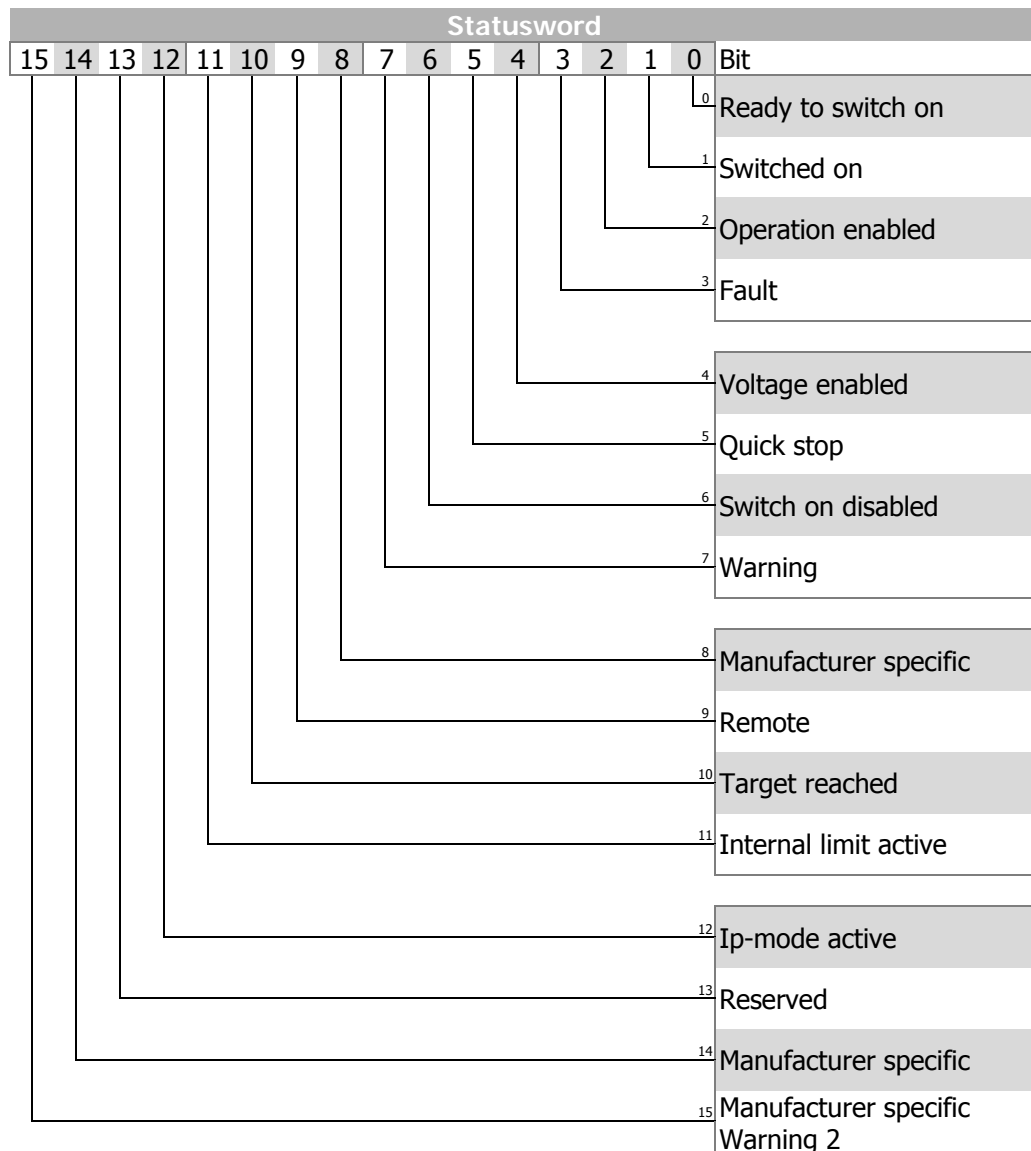 Statusword
15 14 13 12 11 10 9 8 7 6 5 4 3 2 1 0 Bit
0 Ready to switch on
1 Switched on
2 Operation enabled
3 Fault
4 Voltage enabled
5 Quick stop
6 Switch on disabled
7 Warning
8 Manufacturer specific
9 Remote
10 Target reached
11 Internal limit active
12 Ip-mode active
13 Reserved
14 Manufacturer specific
15 Manufacturer specific
Warning 2